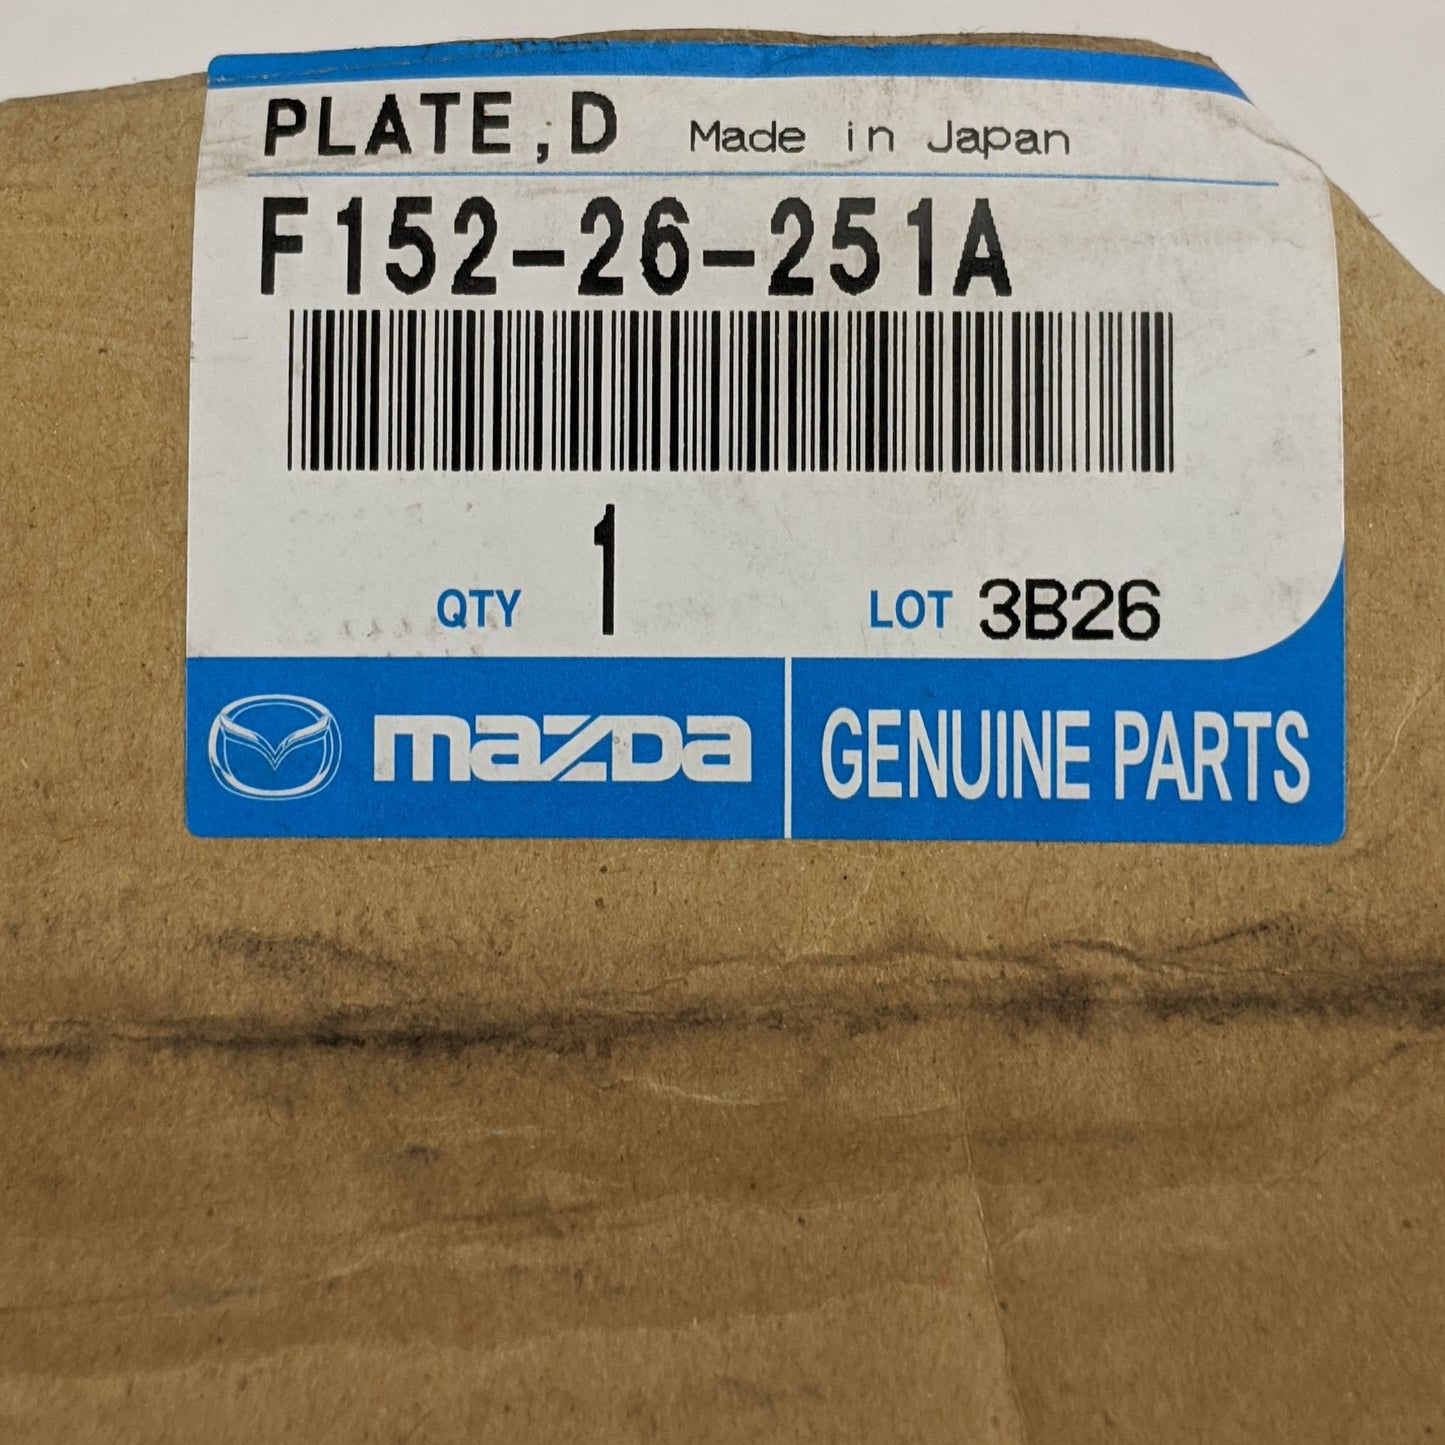 PLATE,D Made in Japan
F152-26-251A
QTY 1 LOT 3B26
mazda GENUINE PARTS